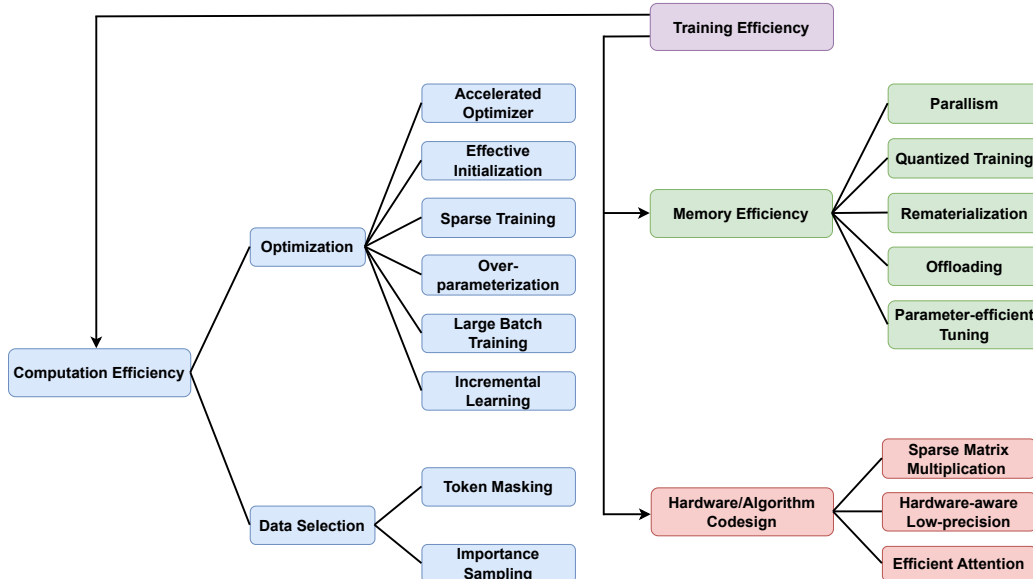 Training Efficiency
Computation Efficiency
Optimization
Accelerated
Optimizer
Effective
Initialization
Sparse Training
Over-
parameterization
Large Batch
Training
Incremental
Learning
Data Selection
Token Masking
Importance
Sampling
Memory Efficiency
Parallism
Quantized Training
Rematerialization
Offloading
Parameter-efficient
Tuning
Hardware/Algorithm
Codesign
Sparse Matrix
Multiplication
Hardware-aware
Low-precision
Efficient Attention